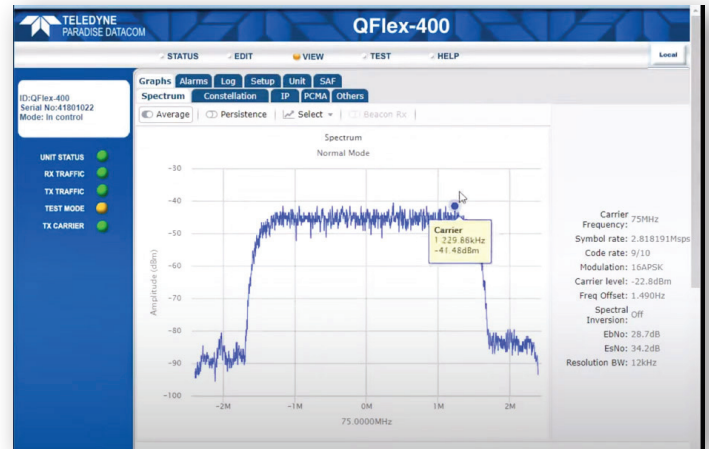 TELEDYNE
PARADISE DATACOM
QFlex-400
STATUS EDIT VIEW TEST HELP
Local
ID:QFlex-400
Serial No:41801022
Mode: In control
UNIT STATUS
RX TRAFFIC
TX TRAFFIC
TEST MODE
TX CARRIER
Graphs Alarms Log Setup Unit SAF
Spectrum Constellation IP PCMA Others
Average Persistence Select Beacon Rx
Spectrum
Normal Mode
Amplitude (dBm)
-30
-40
-50
-60
-70
-80
-90
-100
-2M -1M 0M 1M 2M
75.0000MHz
Carrier
1 229.86kHz
-41.48dBm
Carrier Frequency: 75MHz
Symbol rate: 2.818191Msps
Code rate: 9/10
Modulation: 16APSK
Carrier level: -22.8dBm
Freq Offset: 1.490Hz
Spectral Inversion: Off
EbNo: 28.7dB
EsNo: 34.2dB
Resolution BW: 12kHz